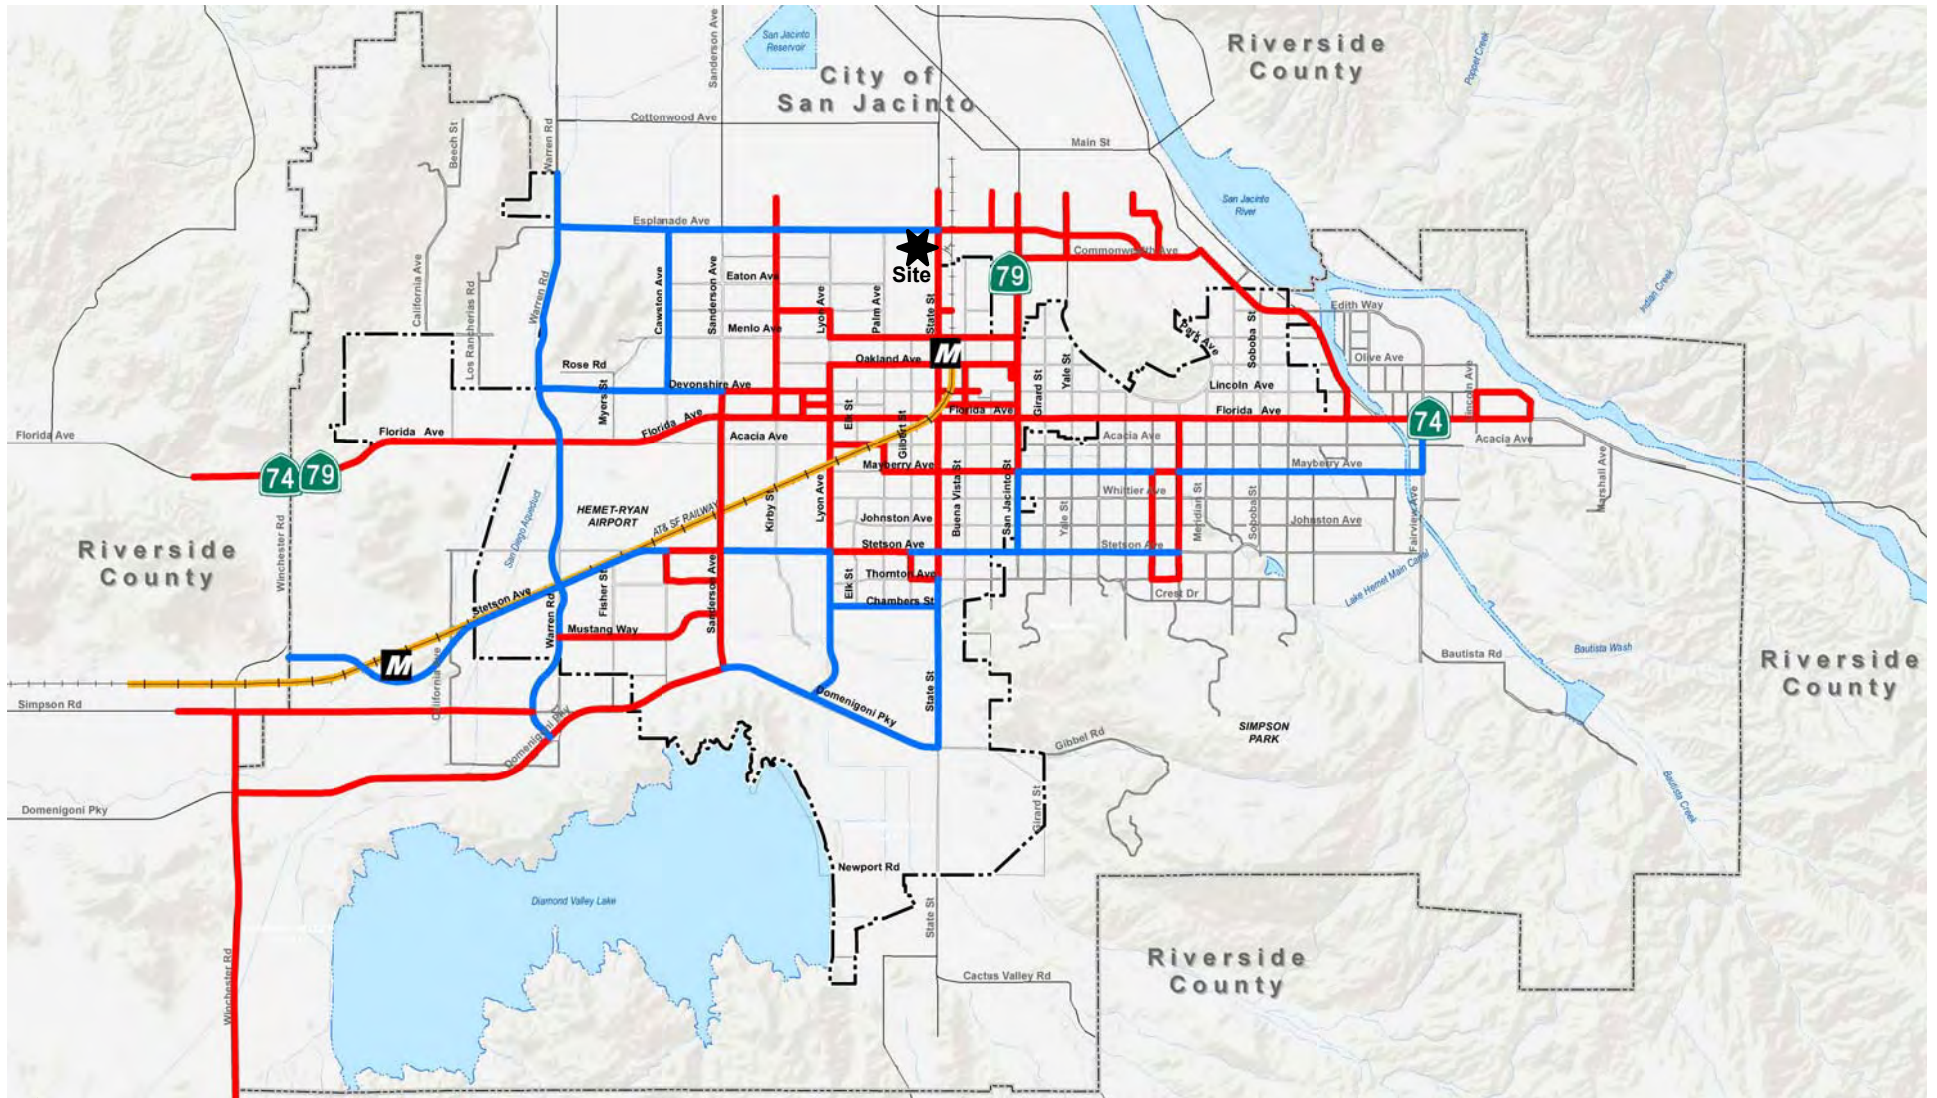 San Jacinto
Reservoir
Riverside
County
Poppet Creek
City of
San Jacinto
Sanderson Ave
Cottonwood Ave
Main St
Beech St
Warren Rd
San Jacinto
River
Esplanade Ave
Commonwealth Ave
Site
79
Eaton Ave
California Ave
Los Rancherias Rd
Warren Rd
Cawston Ave
Sanderson Ave
Lyon Ave
Palm Ave
State St
Indian Creek
Edith Way
Menlo Ave
Park Ave
Soboba St
M
Oakland Ave
Olive Ave
Rose Rd
Yale St
Girard St
Devonshire Ave
Lincoln Ave
Lincoln Ave
Myers St
Elk St
Gilbert St
Florida Ave
Florida Ave
74
Florida Ave
Florida Ave
Florida Ave
Acacia Ave
Acacia Ave
Acacia Ave
74
79
Mayberry Ave
Mayberry Ave
Buena Vista St
San Jacinto St
Marshall Ave
San Diego Aqueduct
HEMET-RYAN
AIRPORT
AT& SF RAILWAY
Kirby St
Lyon Ave
Whittier Ave
Yale St
Meridian St
Soboba St
Fairview Ave
Johnston Ave
Johnston Ave
Winchester Rd
Riverside
County
Stetson Ave
Stetson Ave
Stetson Ave
Fisher St
Sanderson Ave
Elk St
Thornton Ave
Lake Hemet Main Canal
Chambers St
Crest Dr
Warren Rd
Mustang Way
M
California Ave
Bautista Rd
Bautista Wash
Riverside
County
Simpson Rd
Domenigoni Pky
Domenigoni Pky
State St
SIMPSON
PARK
Gibbel Rd
Bautista Creek
Domenigoni Pky
Girard St
Newport Rd
Diamond Valley Lake
State St
Winchester Rd
Riverside
County
Cactus Valley Rd